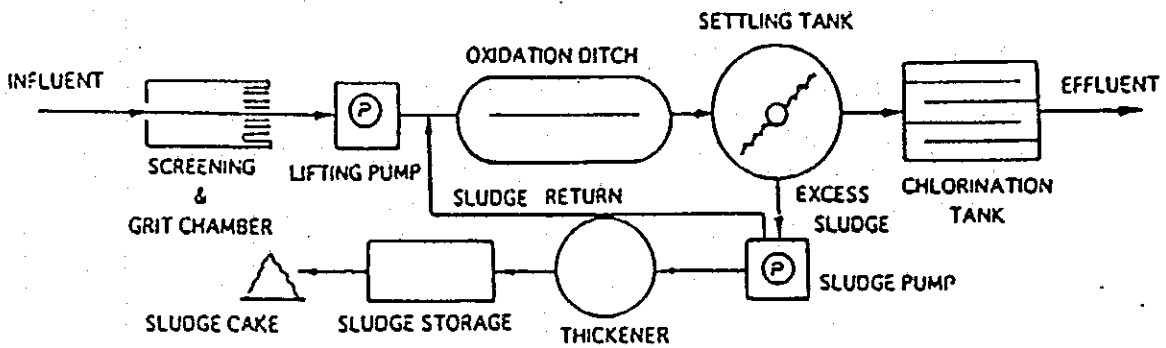 SETTLING TANK
OXIDATION DITCH
INFLUENT
EFFLUENT
P
SCREENING
&
GRIT CHAMBER
LIFTING PUMP
SLUDGE RETURN
EXCESS
SLUDGE
CHLORINATION
TANK
P
SLUDGE PUMP
SLUDGE CAKE
SLUDGE STORAGE
THICKENER